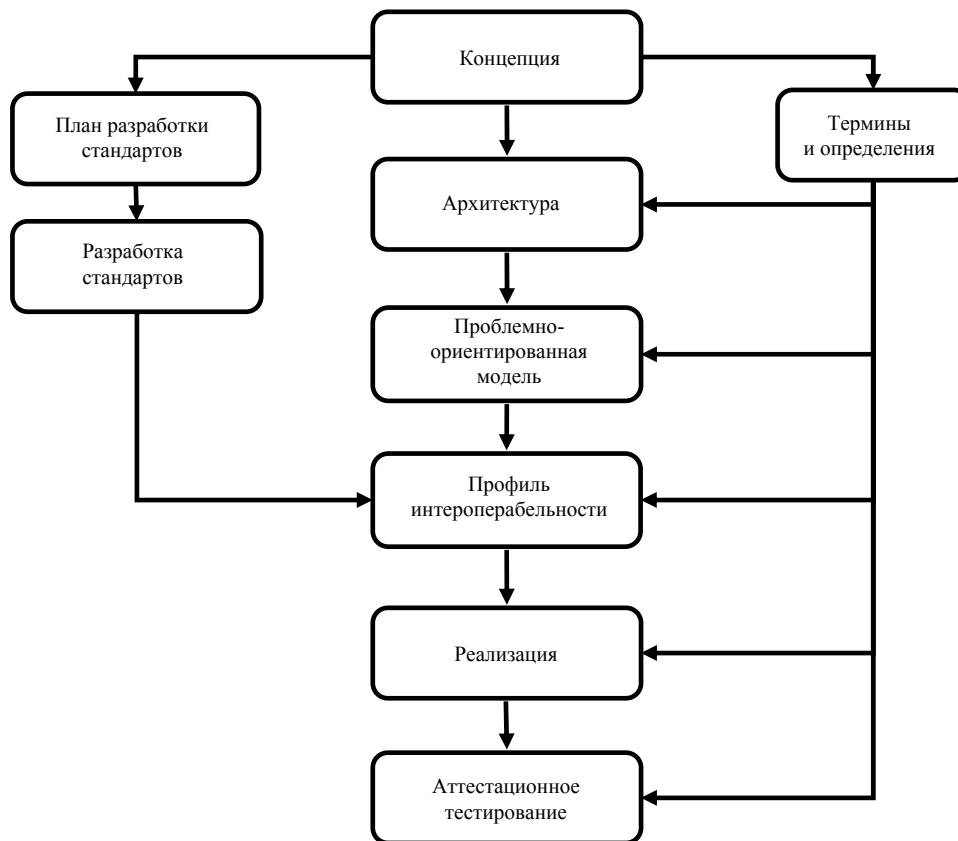 Концепция
План разработки
стандартов
Термины
и определения
Архитектура
Разработка
стандартов
Проблемно-
ориентированная
модель
Профиль
интероперабельности
Реализация
Аттестационное
тестирование